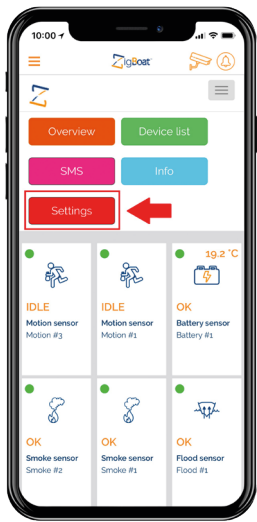 10:00
ZigBoat
Overview
Device list
SMS
Info
Settings
19.2 °C
IDLE
IDLE
OK
Motion sensor
Motion sensor
Battery sensor
Motion #3
Motion #1
Battery #1
OK
OK
OK
Smoke sensor
Smoke sensor
Flood sensor
Smoke #2
Smoke #1
Flood #1